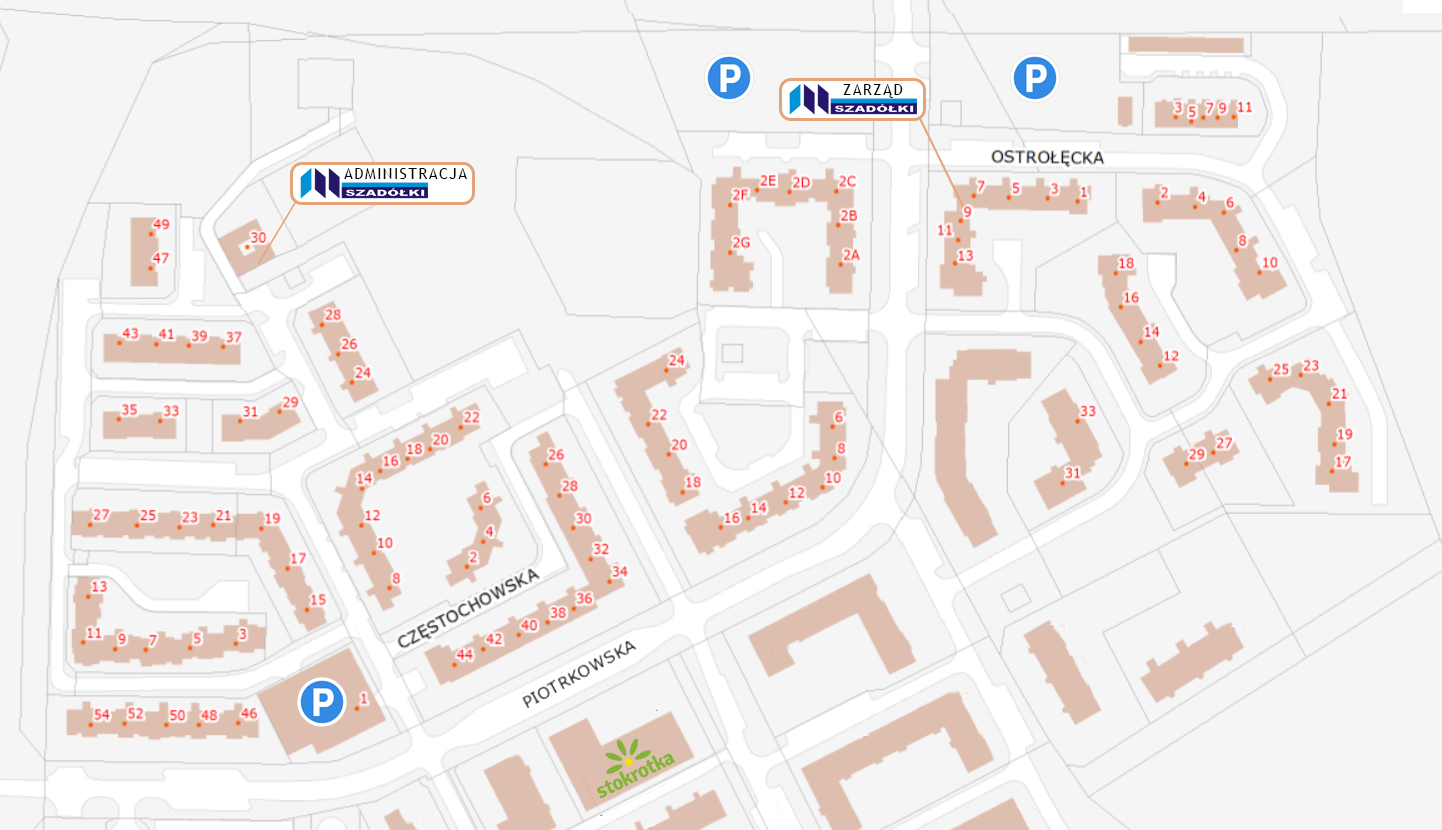 P
P
ZARZĄD
SZADÓŁKI
3 5 7 9 11
OSTROŁĘCKA
ADMINISTRACJA
SZADÓŁKI
2F 2E 2D 2C
2B
2G 2A
7 5 3 1
9
11
13
2 4 6
8
10
49
47
30
18
16
14
12
28
26
24
43 41 39 37
35 33 31 29
24
22
20
18
6
8
10
12
14
16
25 23
21
19
17
33
31
29 27
22
20
18
16
14
12
10
8
6
4
2
26
28
30
32
34
36
38
40
42
44
27 25 23 21 19
17
15
13
11 9 7 5 3
CZĘSTOCHOWSKA
PIOTRKOWSKA
P 1
54 52 50 48 46
stokrotka